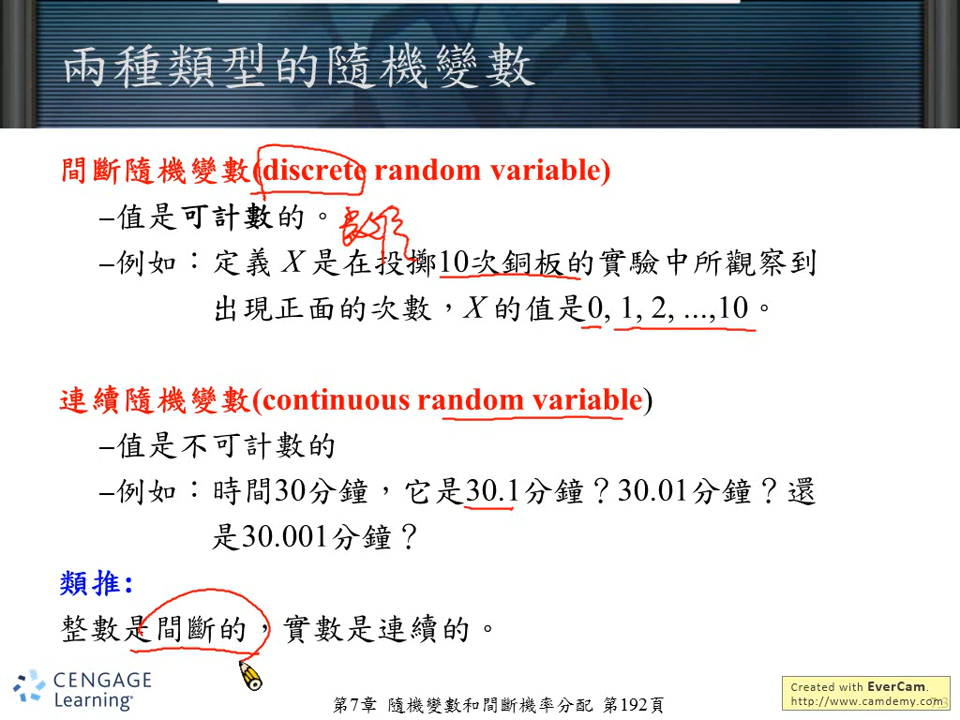 兩種類型的隨機變數
間斷隨機變數(discrete random variable)
–值是可計數的。
–例如：定義 X 是在投擲10次銅板的實驗中所觀察到
出現正面的次數，X 的值是0, 1, 2, ...,10。
連續隨機變數(continuous random variable)
–值是不可計數的
–例如：時間30分鐘，它是30.1分鐘？30.01分鐘？還
是30.001分鐘？
類推:
整數是間斷的，實數是連續的。
CENGAGE
Learning™
第7章 隨機變數和間斷機率分配 第192頁
Created with EverCam.
http://www.camdemy.com